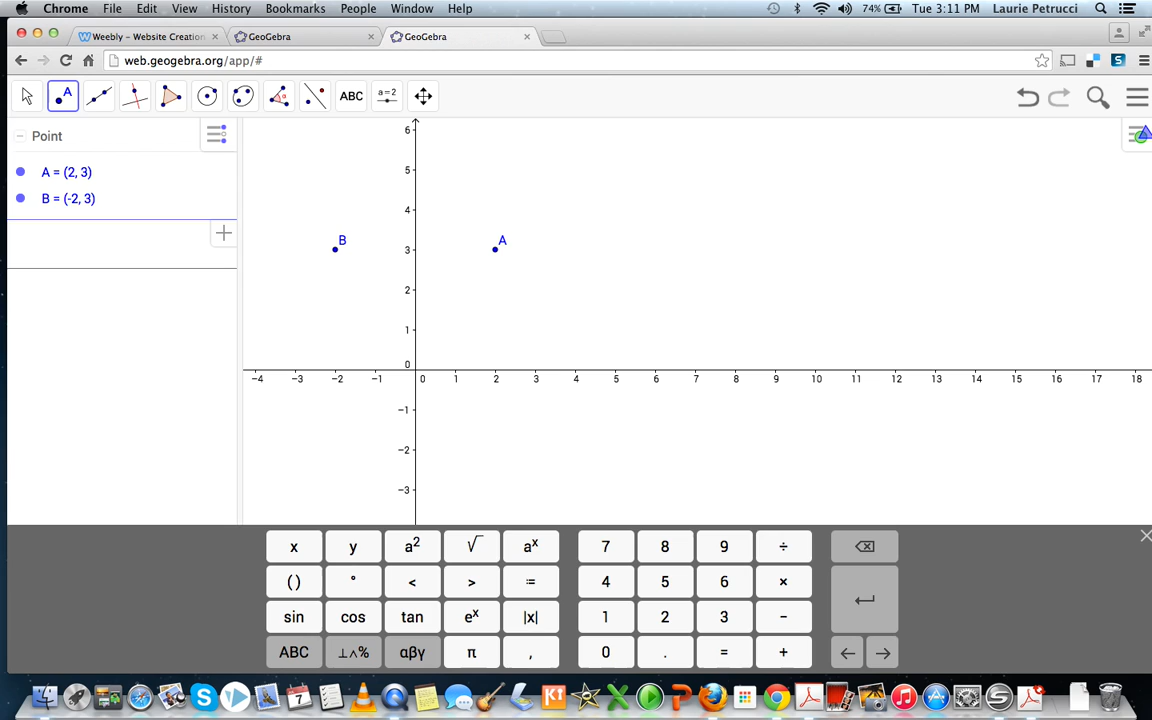 Chrome File Edit View History Bookmarks People Window Help 74% Tue 3:11 PM Laurie Petrucci
Weebly - Website Creation GeoGebra GeoGebra
web.geogebra.org/app/#
A ABC a=2
Point
A = (2, 3)
B = (-2, 3)
6
5
4
B A
3
2
1
0
-4 -3 -2 -1 0 1 2 3 4 5 6 7 8 9 10 11 12 13 14 15 16 17 18
-1
-2
-3
x y a² √ aˣ 7 8 9 ÷
( ) ° < > := 4 5 6 ×
sin cos tan eˣ |x| 1 2 3 −
ABC ⊥∧% αβγ π , 0 . = +